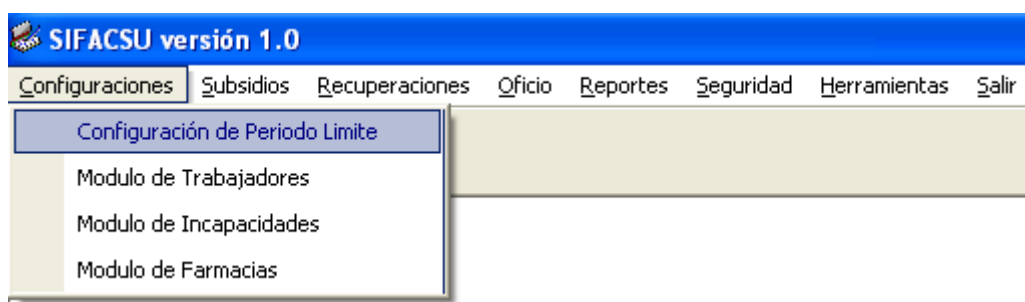 SIFACSU versión 1.0
Configuraciones Subsidios Recuperaciones Oficio Reportes Seguridad Herramientas Salir
Configuración de Periodo Limite
Modulo de Trabajadores
Modulo de Incapacidades
Modulo de Farmacias